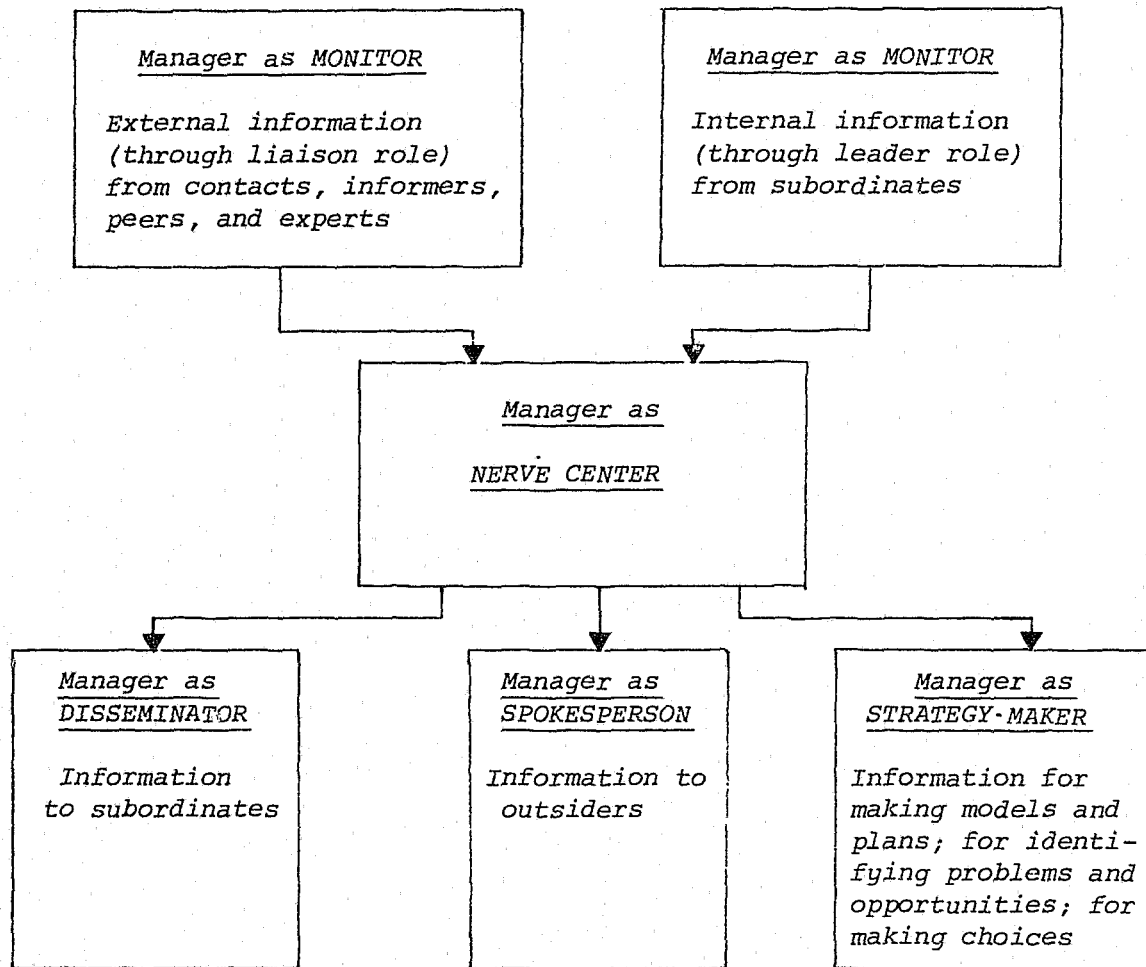 Manager as MONITOR
External information
(through liaison role)
from contacts, informers,
peers, and experts
Manager as MONITOR
Internal information
(through leader role)
from subordinates
Manager as
NERVE CENTER
Manager as
DISSEMINATOR
Information
to subordinates
Manager as
SPOKESPERSON
Information to
outsiders
Manager as
STRATEGY-MAKER
Information for
making models and
plans; for identi-
fying problems and
opportunities; for
making choices